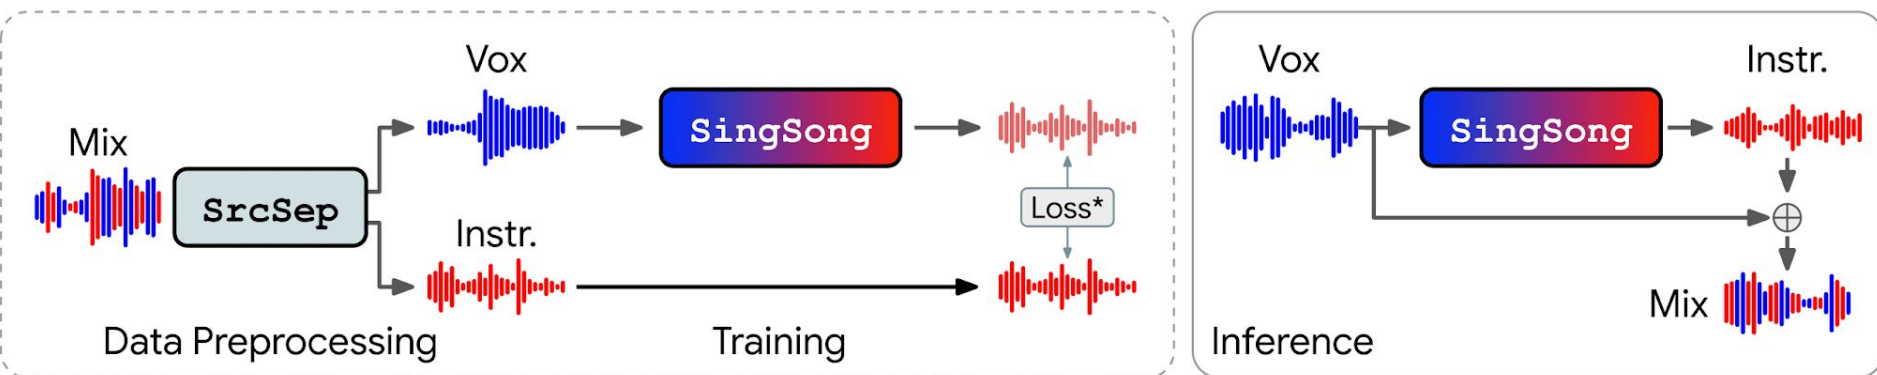 Mix
SrcSep
Vox
SingSong
Instr.
Loss*
Data Preprocessing
Training
Vox
SingSong
Instr.
Mix
Inference